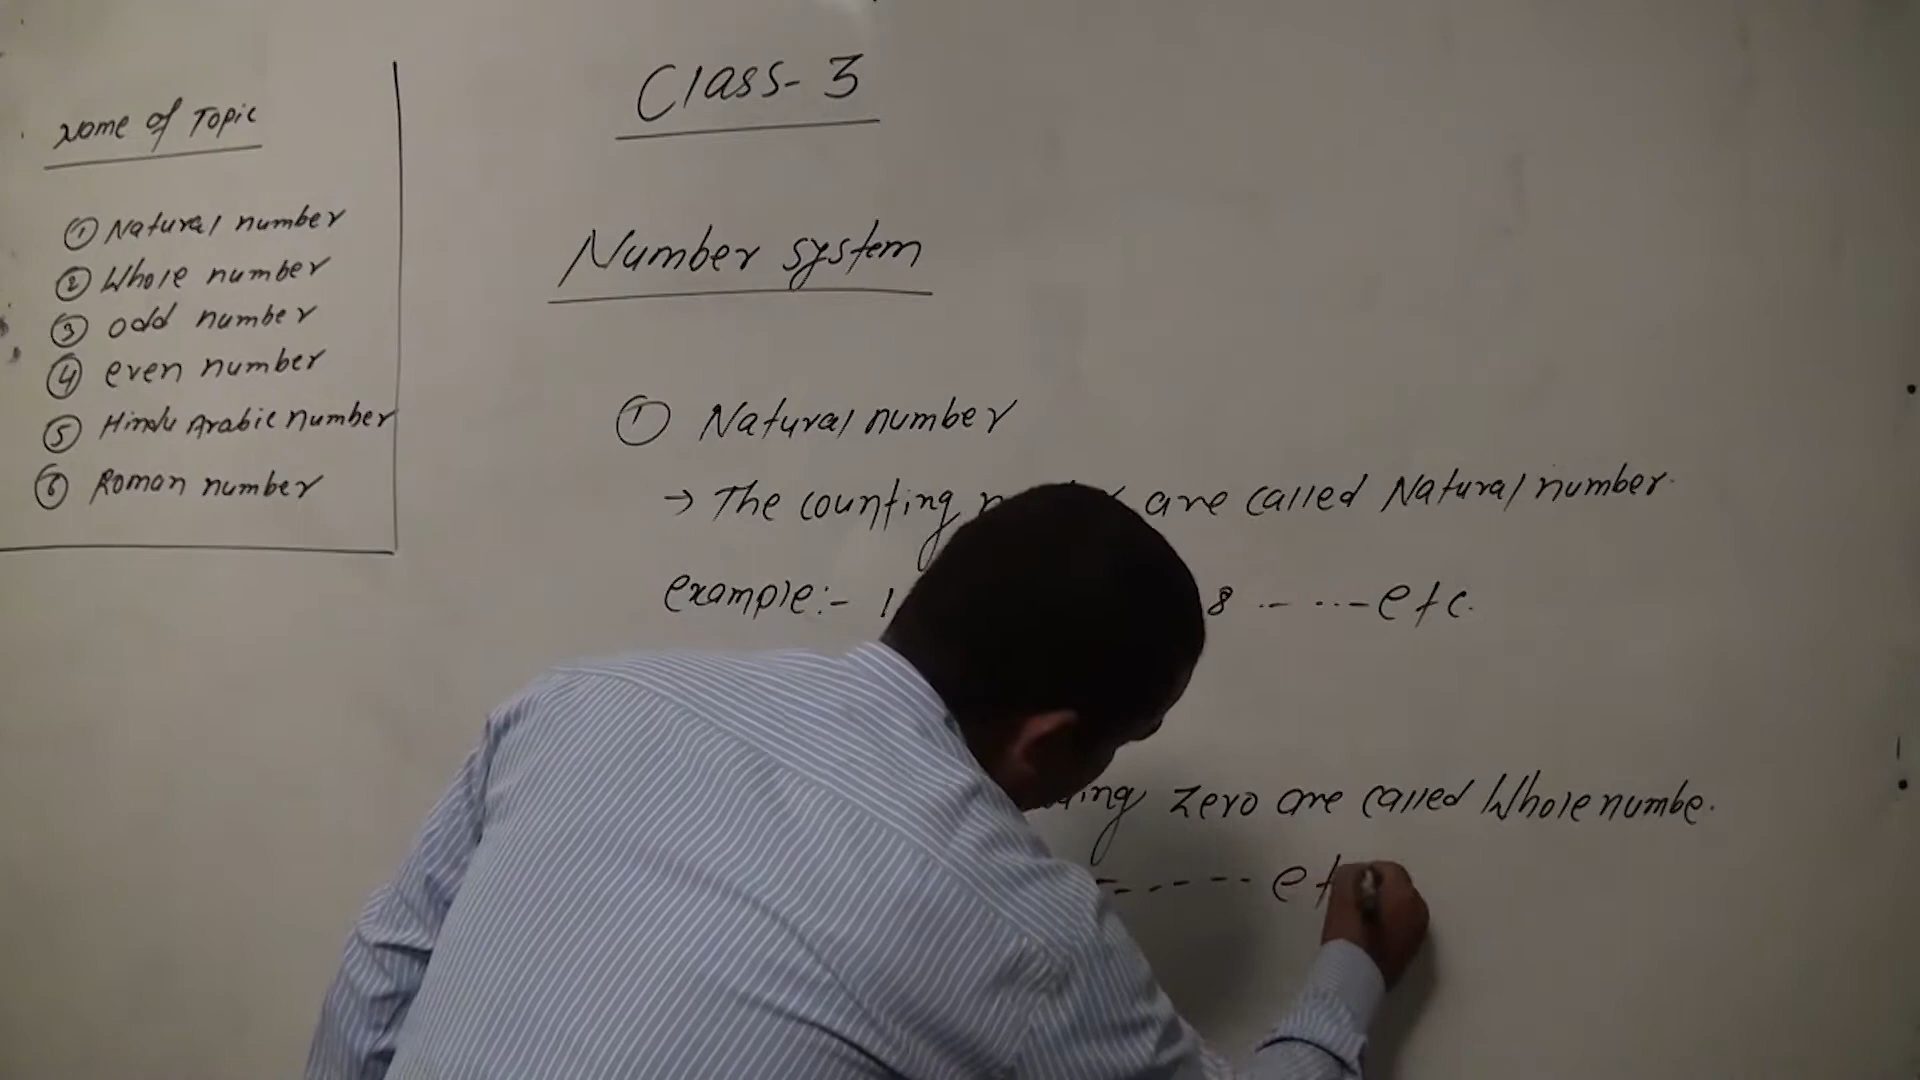 Name of Topic
① Natural number
② Whole number
③ odd number
④ even number
⑤ Hindu Arabic number
⑥ Roman number
Class- 3
Number system
① Natural number
→ The counting are called Natural number.
example:- 1 8 -- ---etc.
zero are called Whole numbe.
----- et